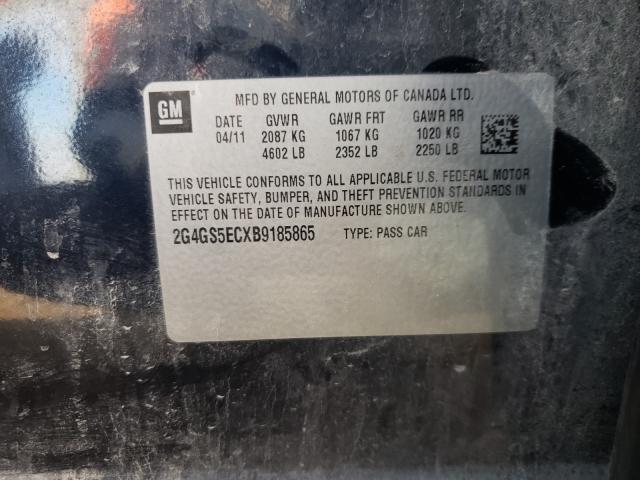 GM
MFD BY GENERAL MOTORS OF CANADA LTD.
DATE GVWR GAWR FRT GAWR RR
04/11 2087 KG 1067 KG 1020 KG
4602 LB 2352 LB 2250 LB
THIS VEHICLE CONFORMS TO ALL APPLICABLE U.S. FEDERAL MOTOR
VEHICLE SAFETY, BUMPER, AND THEFT PREVENTION STANDARDS IN
EFFECT ON THE DATE OF MANUFACTURE SHOWN ABOVE.
2G4GS5ECXB9185865 TYPE: PASS CAR